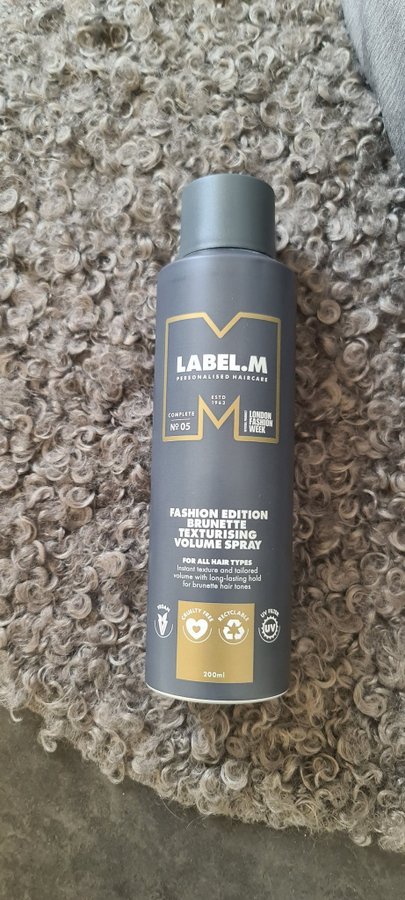 LABEL.M
PERSONALISED HAIRCARE
ESTD
1963
COMPLETE
Nº 05
LONDON
FASHION
WEEK
FASHION EDITION
BRUNETTE
TEXTURISING
VOLUME SPRAY
FOR ALL HAIR TYPES
Instant texture and tailored
volume with long-lasting hold
for brunette hair tones
VEGAN
CRUELTY FREE
RECYCLABLE
UV FILTER
UV
200ml